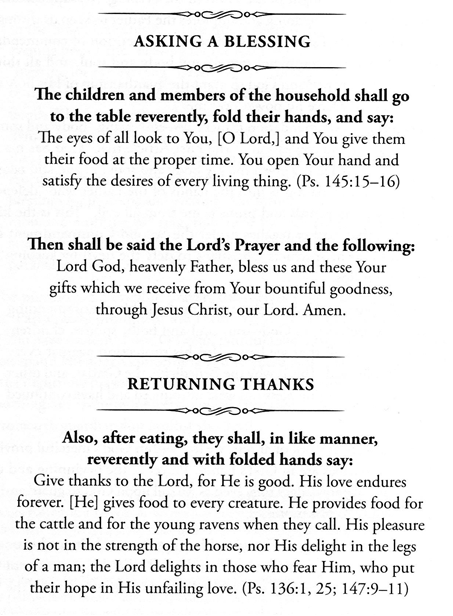 ASKING A BLESSING
The children and members of the household shall go
to the table reverently, fold their hands, and say:
The eyes of all look to You, [O Lord,] and You give them
their food at the proper time. You open Your hand and
satisfy the desires of every living thing. (Ps. 145:15–16)
Then shall be said the Lord's Prayer and the following:
Lord God, heavenly Father, bless us and these Your
gifts which we receive from Your bountiful goodness,
through Jesus Christ, our Lord. Amen.
RETURNING THANKS
Also, after eating, they shall, in like manner,
reverently and with folded hands say:
Give thanks to the Lord, for He is good. His love endures
forever. [He] gives food to every creature. He provides food for
the cattle and for the young ravens when they call. His pleasure
is not in the strength of the horse, nor His delight in the legs
of a man; the Lord delights in those who fear Him, who put
their hope in His unfailing love. (Ps. 136:1, 25; 147:9–11)